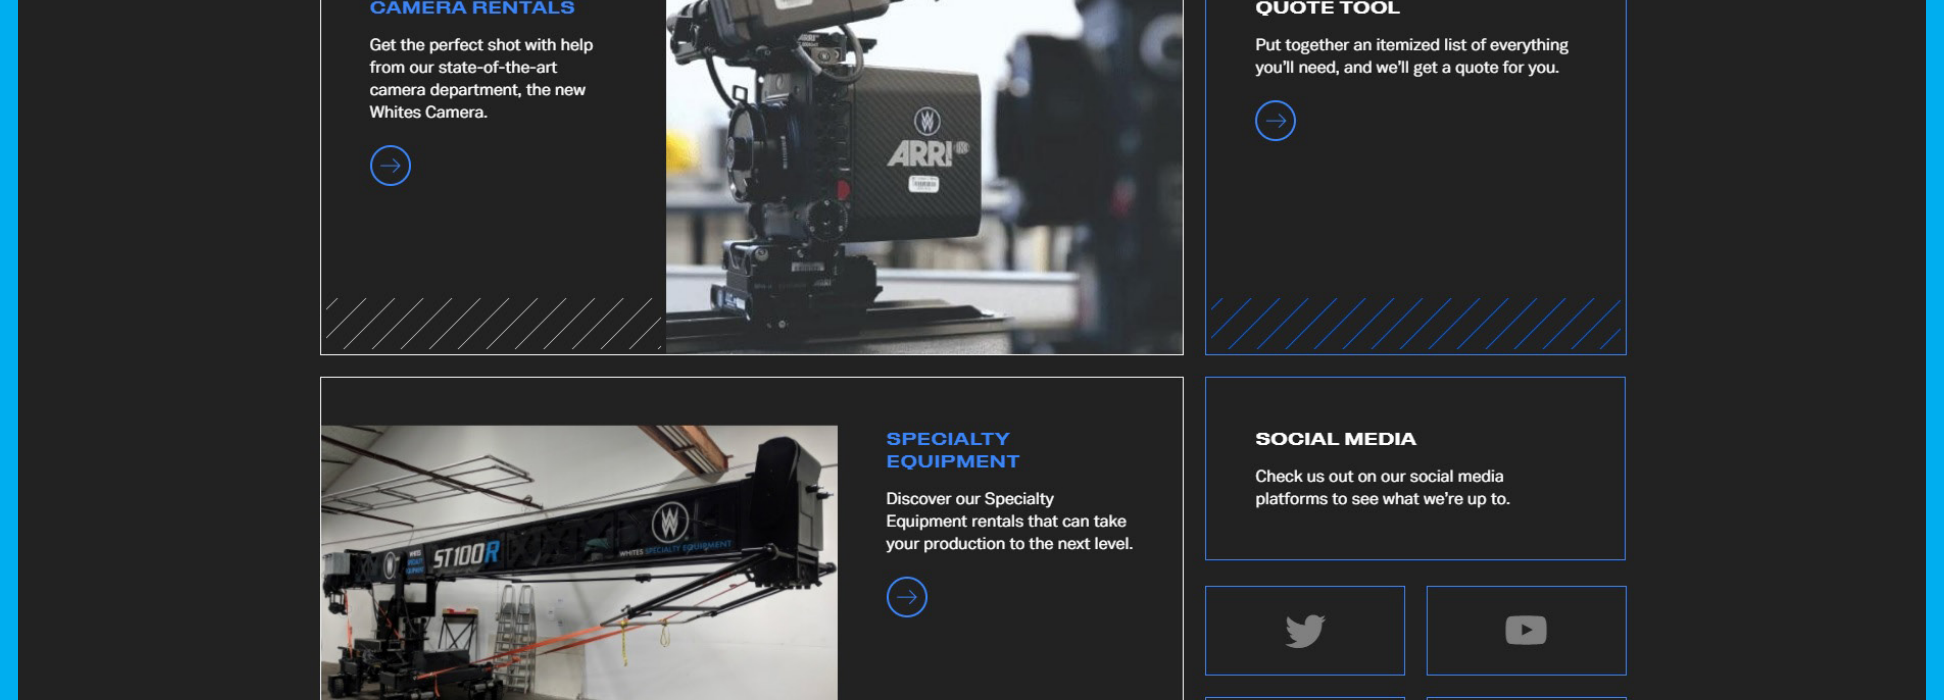 CAMERA RENTALS
Get the perfect shot with help
from our state-of-the-art
camera department, the new
Whites Camera.
ARRI
QUOTE TOOL
Put together an itemized list of everything
you'll need, and we'll get a quote for you.
ST100R
WHITES SPECIALTY EQUIPMENT
SPECIALTY
EQUIPMENT
Discover our Specialty
Equipment rentals that can take
your production to the next level.
SOCIAL MEDIA
Check us out on our social media
platforms to see what we're up to.